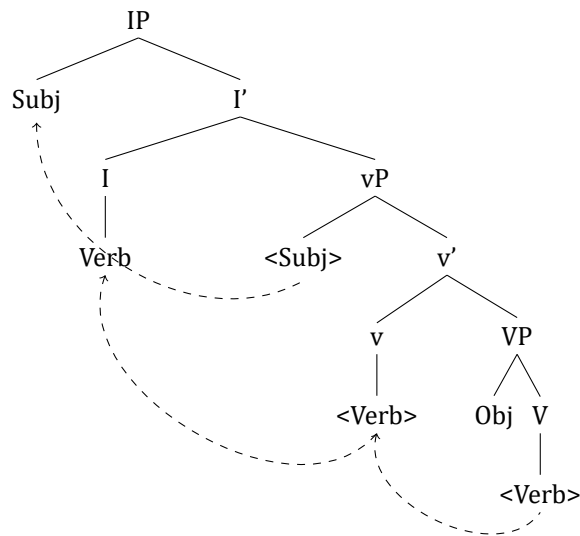 IP
Subj I’
I vP
Verb <Subj> v’
v VP
<Verb> Obj V
<Verb>